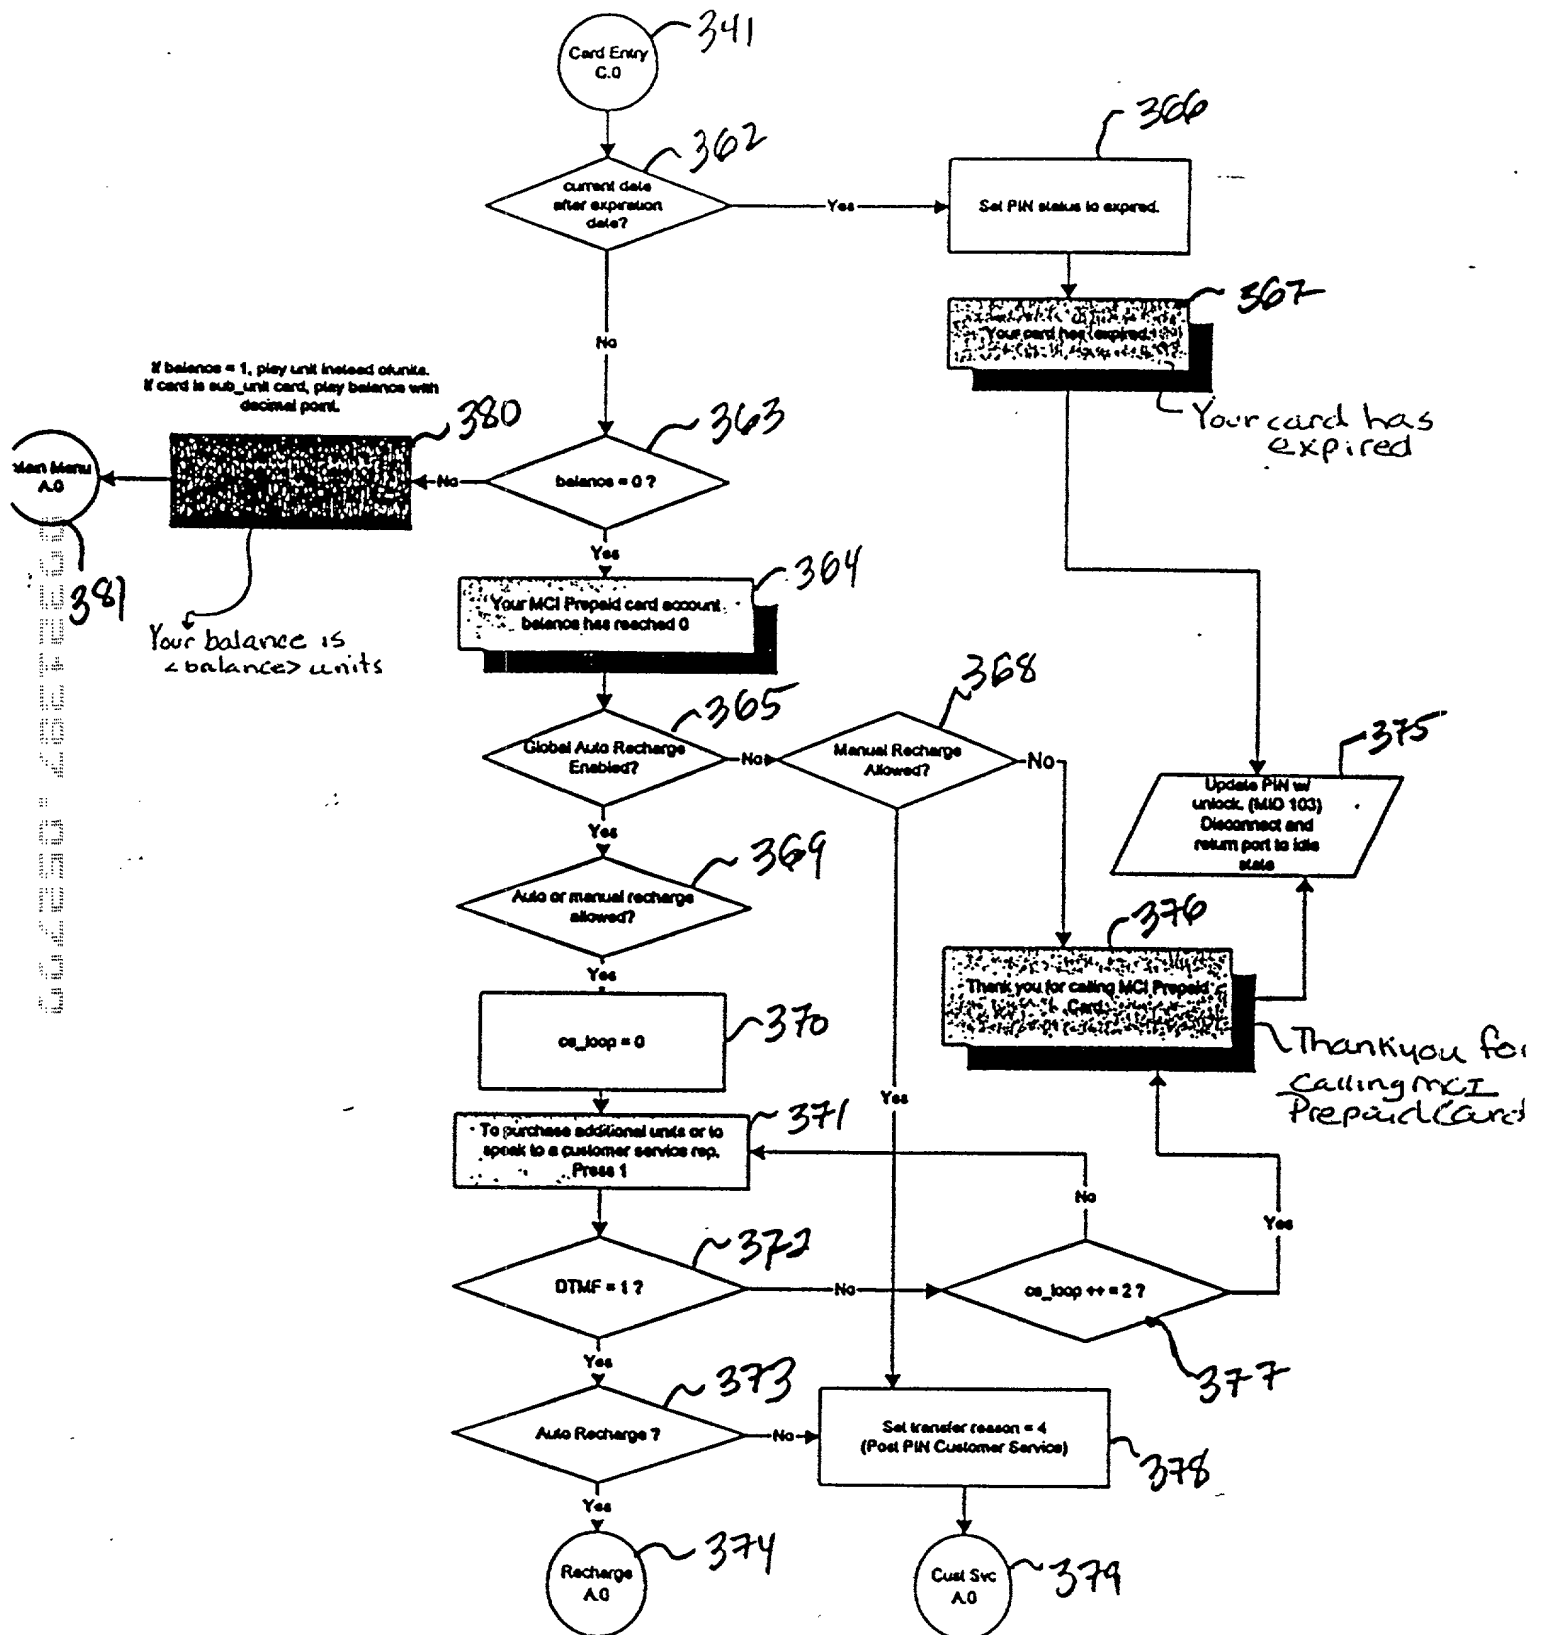 Card Entry
C.0
341
362
current date
after expiration
date?
Yes
366
Set PIN status to expired.
367
Your card has expired.
Your card has
expired
No
If balance = 1, play unit instead of units.
If card is sub_unit card, play balance with
decimal point.
380
363
balance = 0 ?
No
Main Menu
A.0
381
Your balance is
<balance> units
Yes
364
Your MCI Prepaid card account
balance has reached 0
365
Global Auto Recharge
Enabled?
No
368
Manual Recharge
Allowed?
No
375
Update PIN w/
unlock. (MIO 103)
Disconnect and
return port to idle
state
Yes
369
Auto or manual recharge
allowed?
Yes
376
Thank you for calling MCI Prepaid
Card
Thankyou for
Calling MCI
Prepaid Card
370
cs_loop = 0
Yes
371
To purchase additional units or to
speak to a customer service rep.
Press 1
No
Yes
372
DTMF = 1 ?
No
cs_loop ++ = 2 ?
377
Yes
373
Auto Recharge ?
No
Set transfer reason = 4
(Post PIN Customer Service)
378
Yes
Recharge
A.0
374
Cust Svc
A.0
379